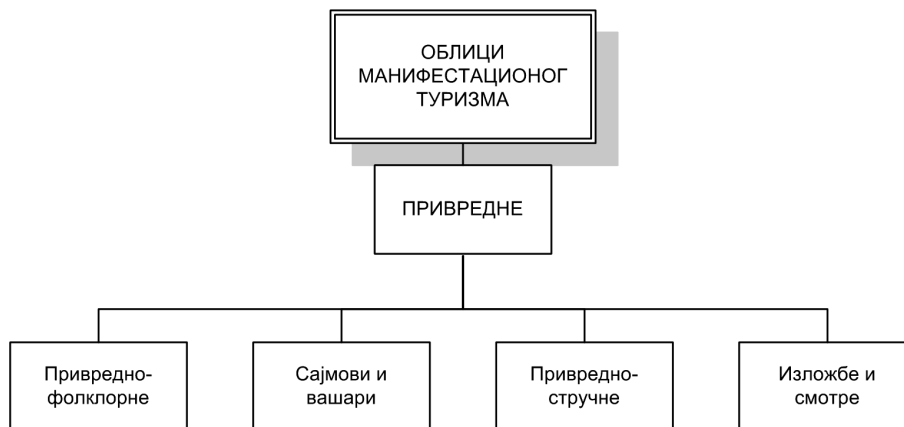 ОБЛИЦИ
МАНИФЕСТАЦИОНОГ
ТУРИЗМА
ПРИВРЕДНЕ
Привредно-
фолклорне
Сајмови и
вашари
Привредно-
стручне
Изложбе и
смотре